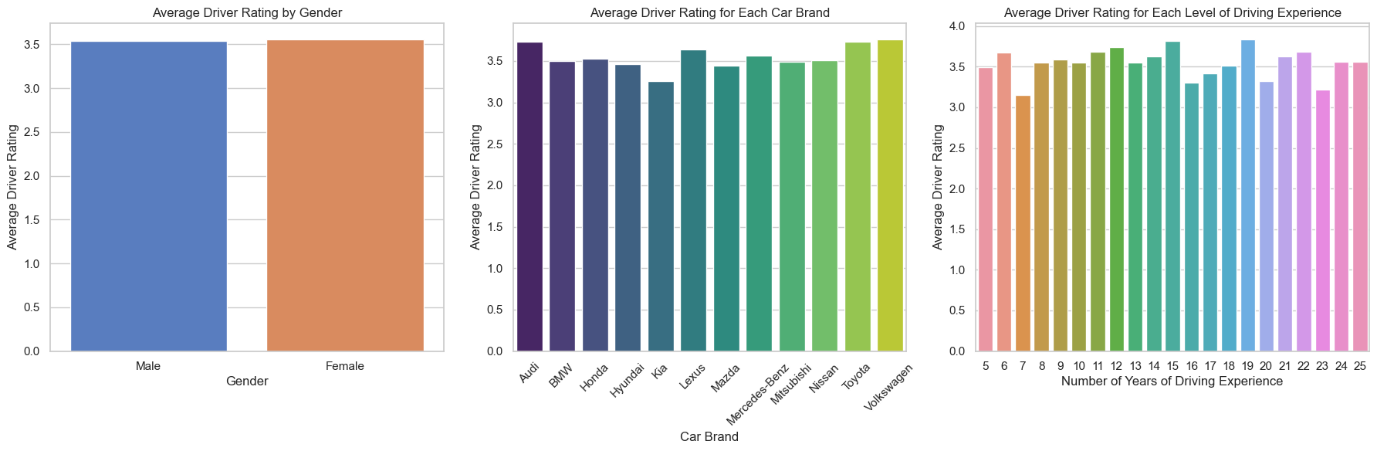 Average Driver Rating by Gender
Average Driver Rating
3.5
3.0
2.5
2.0
1.5
1.0
0.5
0.0
Male Female
Gender
Average Driver Rating for Each Car Brand
Average Driver Rating
3.5
3.0
2.5
2.0
1.5
1.0
0.5
0.0
Audi BMW Honda Hyundai Kia Lexus Mazda Mercedes-Benz Mitsubishi Nissan Toyota Volkswagen
Car Brand
Average Driver Rating for Each Level of Driving Experience
Average Driver Rating
4.0
3.5
3.0
2.5
2.0
1.5
1.0
0.5
0.0
5 6 7 8 9 10 11 12 13 14 15 16 17 18 19 20 21 22 23 24 25
Number of Years of Driving Experience